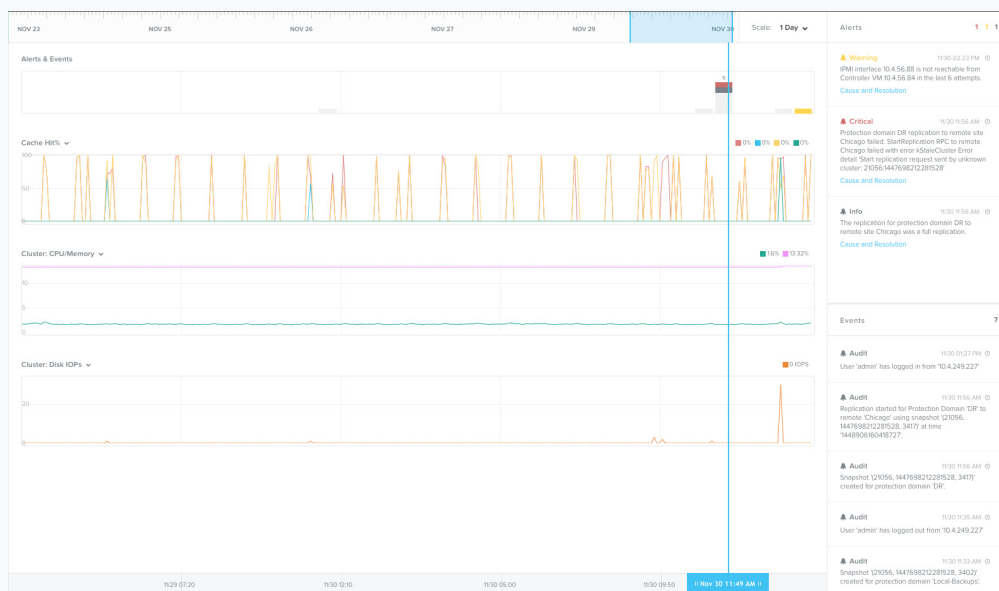 NOV 23 NOV 25 NOV 26 NOV 27 NOV 29 NOV 30 Scale: 1 Day
Alerts & Events
6
Cache Hit% 0% 0% 0% 0%
100
50
0
Cluster: CPU/Memory 1.6% 13.32%
10
5
0
Cluster: Disk IOPs 0 IOPS
20
0
11/29 07:20 11/30 12:10 11/30 05:00 11/30 09:50 Nov 30 11:49 AM
Alerts 1 1 1
Warning 11/30 02:23 PM
IPMI interface 10.4.56.88 is not reachable from
Controller VM 10.4.56.84 in the last 6 attempts.
Cause and Resolution
Critical 11/30 11:56 AM
Protection domain DR replication to remote site
Chicago failed. StartReplication RPC to remote
Chicago failed with error kStaleCluster Error
detail 'Start replication request sent by unknown
cluster: 21056:1447698212281528'
Cause and Resolution
Info 11/30 11:56 AM
The replication for protection domain DR to
remote site Chicago was a full replication.
Cause and Resolution
Events 7
Audit 11/30 01:27 PM
User 'admin' has logged in from '10.4.249.227'
Audit 11/30 11:56 AM
Replication started for Protection Domain 'DR' to
remote 'Chicago' using snapshot '(21056,
1447698212281528, 3417)' at time
'1448906160418727'.
Audit 11/30 11:56 AM
Snapshot '(21056, 1447698212281528, 3417)'
created for protection domain 'DR'.
Audit 11/30 11:35 AM
User 'admin' has logged out from '10.4.249.227'
Audit 11/30 11:33 AM
Snapshot '(21056, 1447698212281528, 3402)'
created for protection domain 'Local-Backups'.